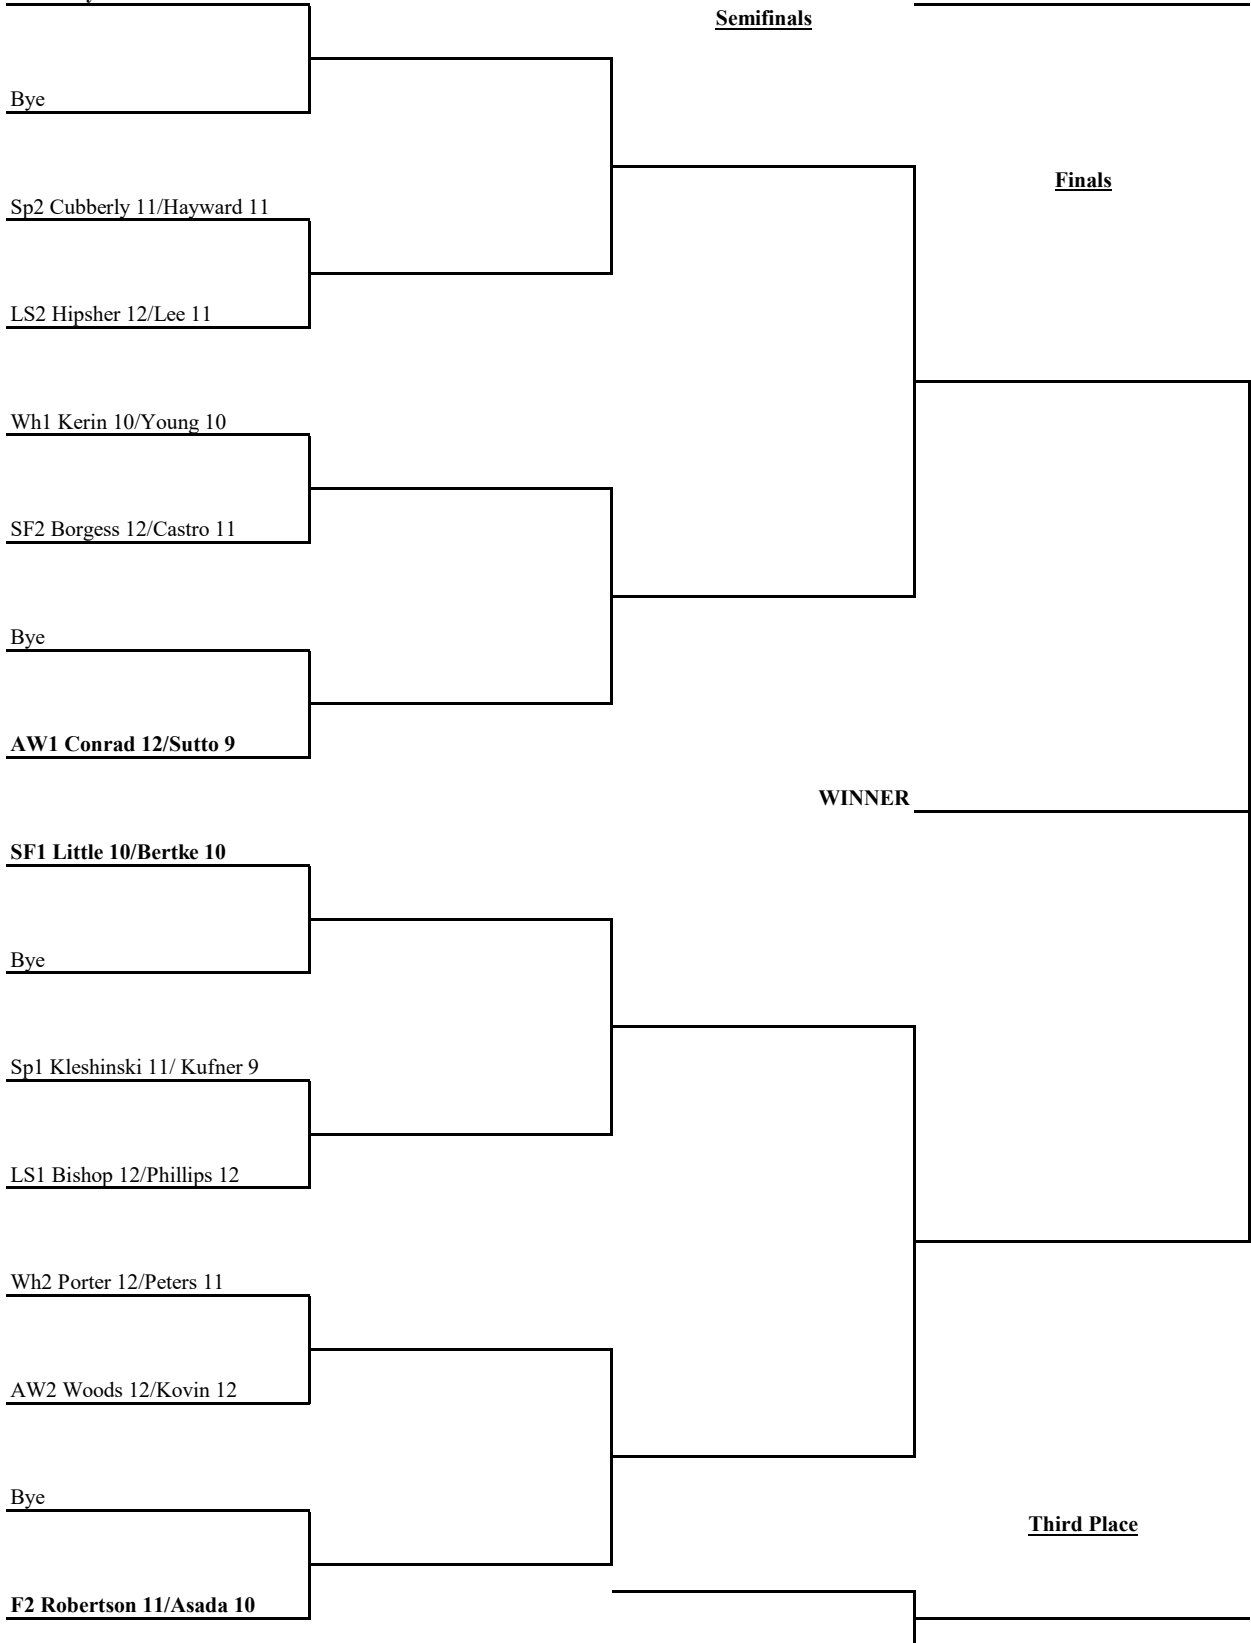 Semifinals
Bye
Finals
Sp2 Cubberly 11/Hayward 11
LS2 Hipsher 12/Lee 11
Wh1 Kerin 10/Young 10
SF2 Borgess 12/Castro 11
Bye
AW1 Conrad 12/Sutto 9
WINNER
SF1 Little 10/Bertke 10
Bye
Sp1 Kleshinski 11/ Kufner 9
LS1 Bishop 12/Phillips 12
Wh2 Porter 12/Peters 11
AW2 Woods 12/Kovin 12
Bye
Third Place
F2 Robertson 11/Asada 10